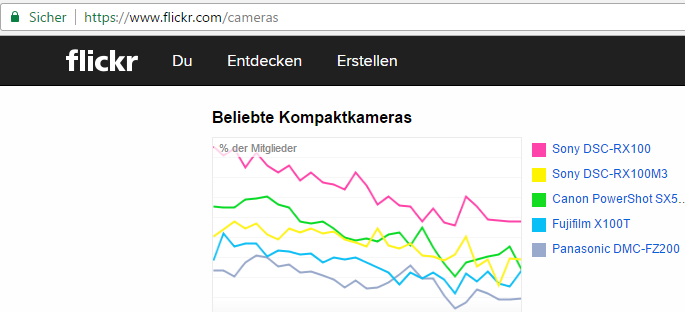 Sicher https://www.flickr.com/cameras
flickr Du Entdecken Erstellen
Beliebte Kompaktkameras
% der Mitglieder
Sony DSC-RX100
Sony DSC-RX100M3
Canon PowerShot SX5...
Fujifilm X100T
Panasonic DMC-FZ200